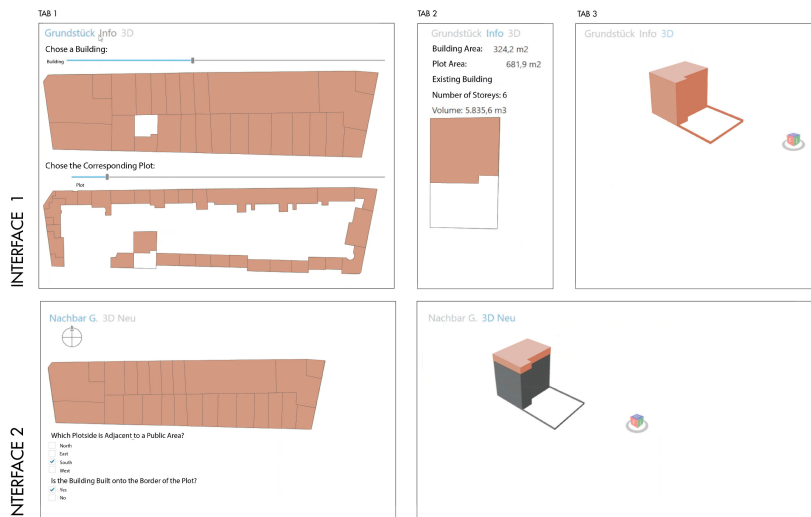 TAB 1
TAB 2
TAB 3
INTERFACE 1
Grundstück Info 3D
Chose a Building:
Building
Chose the Corresponding Plot:
Plot
Grundstück Info 3D
Building Area: 324,2 m2
Plot Area: 681,9 m2
Existing Building
Number of Storeys: 6
Volume: 5.835,6 m3
Grundstück Info 3D
INTERFACE 2
Nachbar G. 3D Neu
Which Plotside is Adjacent to a Public Area?
North
East
South
West
Is the Building Built onto the Border of the Plot?
Yes
No
Nachbar G. 3D Neu